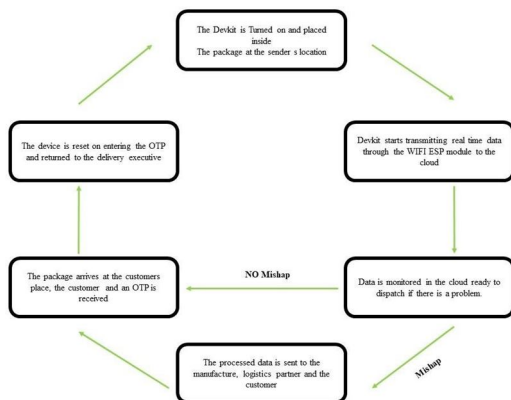 The Devkit is Turned on and placed
inside
The package at the sender s location
The device is reset on entering the OTP
and returned to the delivery executive
Devkit starts transmitting real time data
through the WIFI ESP module to the
cloud
The package arrives at the customers
place, the customer and an OTP is
received
NO Mishap
Data is monitored in the cloud ready to
dispatch if there is a problem.
The processed data is sent to the
manufacture, logistics partner and the
customer
Mishap